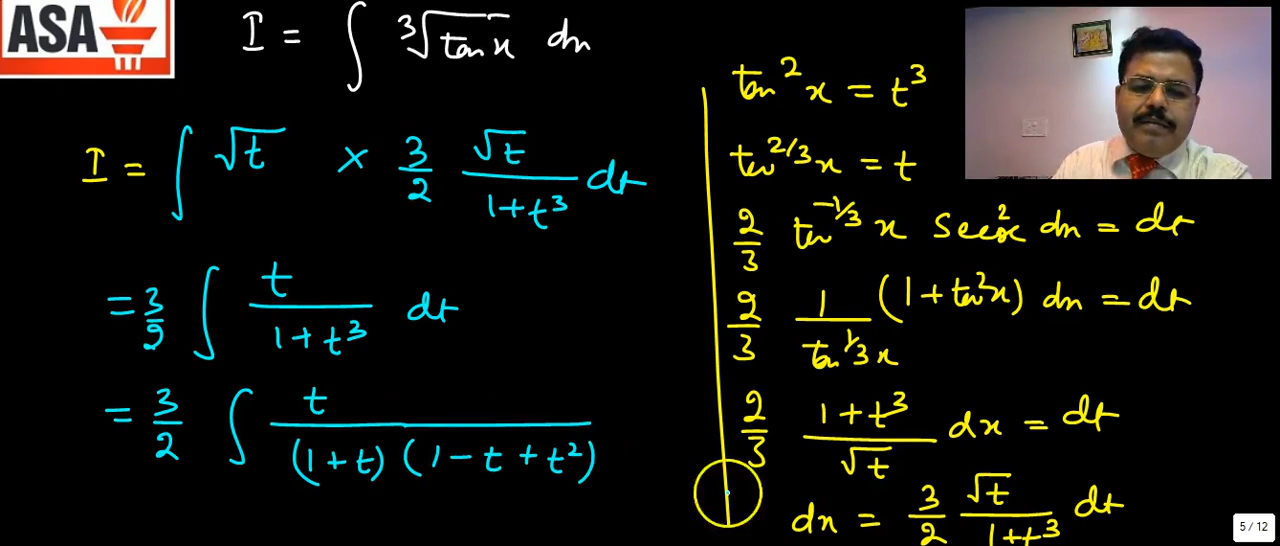 ASA
I = ∫ ³√tan x dx
I = ∫ √t × 3/2 √t/(1+t³) dt
= 3/2 ∫ t/(1+t³) dt
= 3/2 ∫ t/((1+t)(1-t+t²))
tan²x = t³
tan^(2/3)x = t
2/3 tan^(-1/3)x sec²x dx = dt
2/3 1/(tan^(1/3)x) (1+tan²x) dx = dt
2/3 (1+t³)/√t dx = dt
dx = 3/2 √t/(1+t³) dt
5 / 12